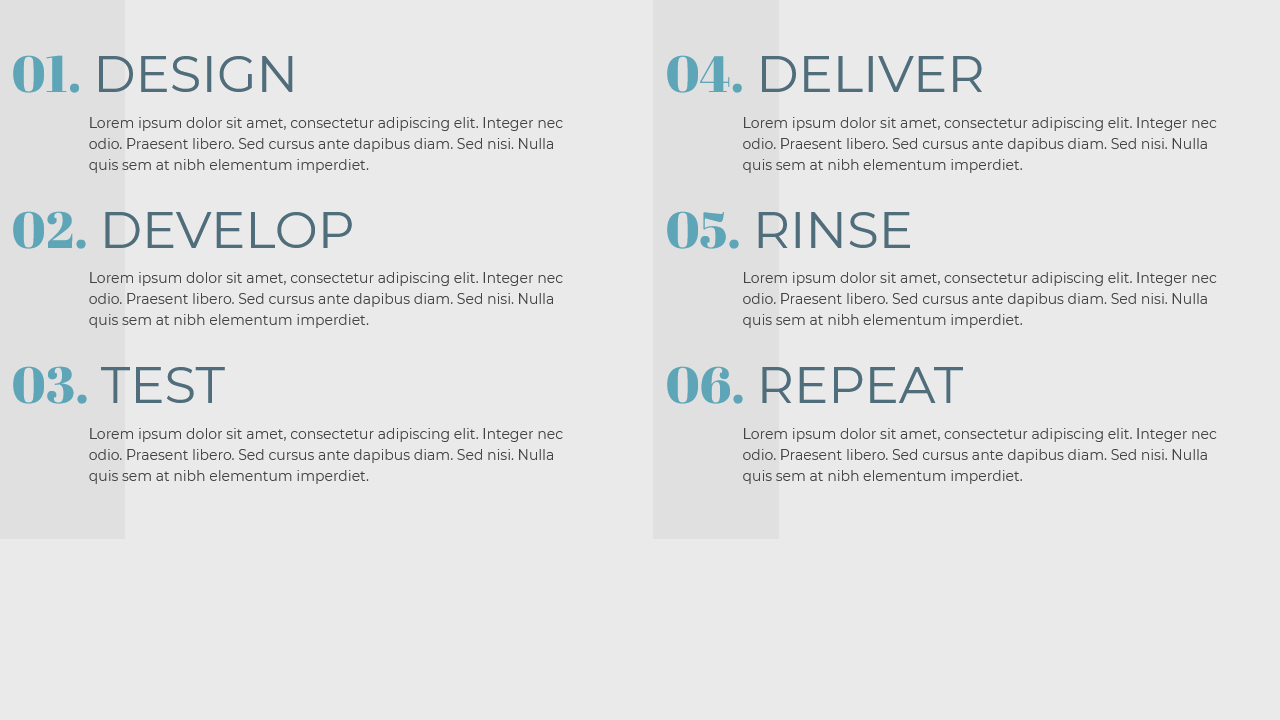 01. DESIGN
Lorem ipsum dolor sit amet, consectetur adipiscing elit. Integer nec
odio. Praesent libero. Sed cursus ante dapibus diam. Sed nisi. Nulla
quis sem at nibh elementum imperdiet.
02. DEVELOP
Lorem ipsum dolor sit amet, consectetur adipiscing elit. Integer nec
odio. Praesent libero. Sed cursus ante dapibus diam. Sed nisi. Nulla
quis sem at nibh elementum imperdiet.
03. TEST
Lorem ipsum dolor sit amet, consectetur adipiscing elit. Integer nec
odio. Praesent libero. Sed cursus ante dapibus diam. Sed nisi. Nulla
quis sem at nibh elementum imperdiet.
04. DELIVER
Lorem ipsum dolor sit amet, consectetur adipiscing elit. Integer nec
odio. Praesent libero. Sed cursus ante dapibus diam. Sed nisi. Nulla
quis sem at nibh elementum imperdiet.
05. RINSE
Lorem ipsum dolor sit amet, consectetur adipiscing elit. Integer nec
odio. Praesent libero. Sed cursus ante dapibus diam. Sed nisi. Nulla
quis sem at nibh elementum imperdiet.
06. REPEAT
Lorem ipsum dolor sit amet, consectetur adipiscing elit. Integer nec
odio. Praesent libero. Sed cursus ante dapibus diam. Sed nisi. Nulla
quis sem at nibh elementum imperdiet.